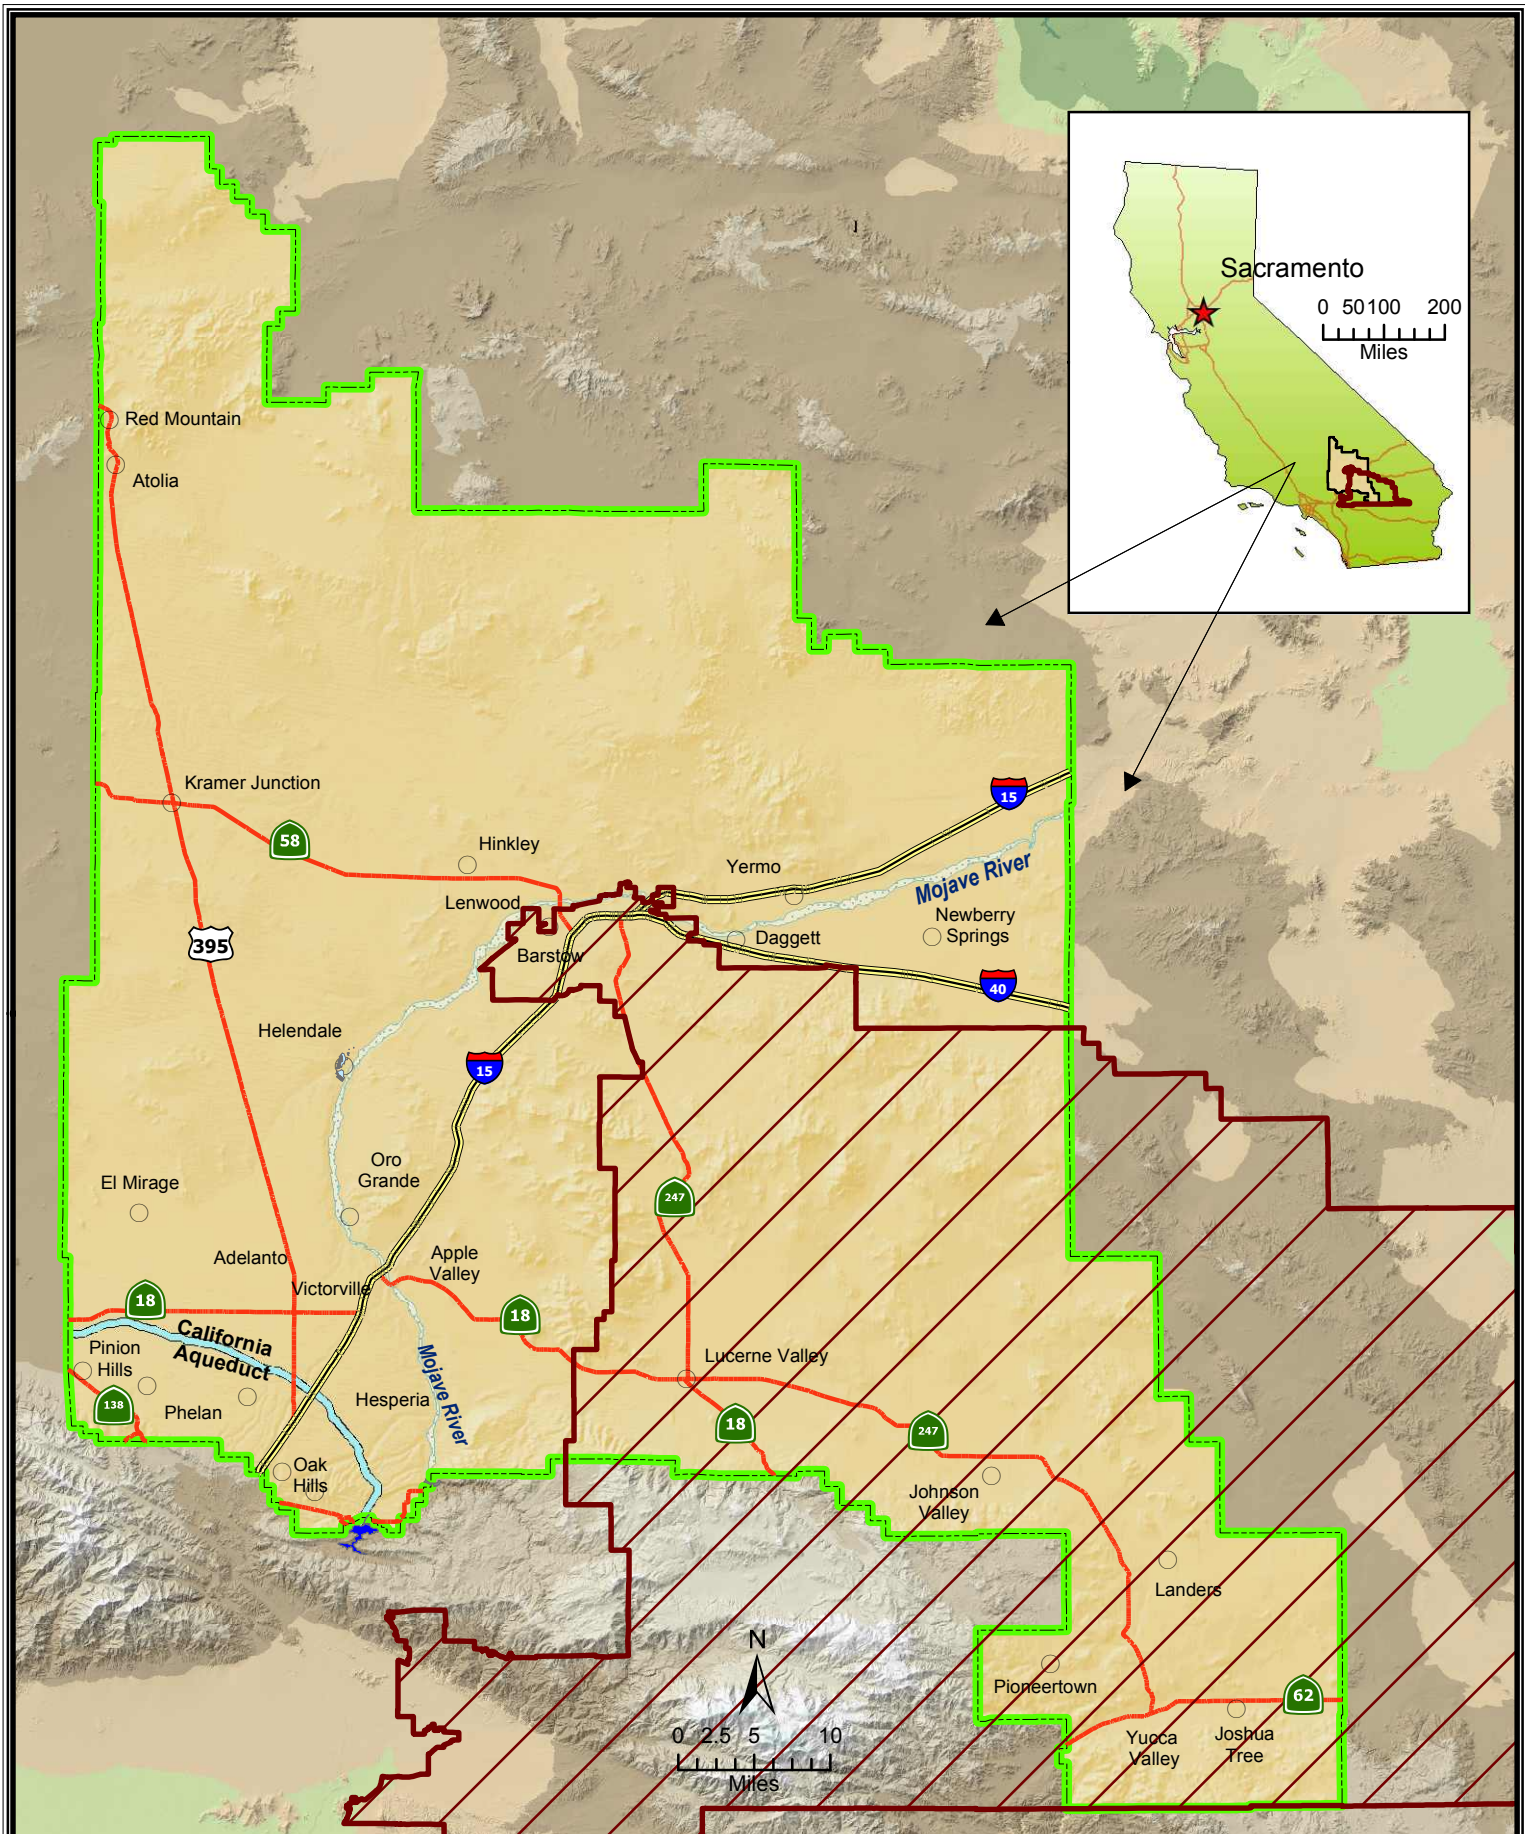 Sacramento
0 50 100 200
Miles
Red Mountain
Atolia
Kramer Junction
15
58
Hinkley
Yermo
Mojave River
Lenwood
Newberry
Springs
395
Daggett
Barstow
40
Helendale
15
Oro
Grande
El Mirage
247
Apple
Valley
Adelanto
Victorville
18
18
California
Aqueduct
Pinion
Hills
Lucerne Valley
Mojave River
138
Phelan
Hesperia
18
247
Oak
Hills
Johnson
Valley
Landers
N
Pioneertown
62
0 2.5 5 10
Miles
Yucca
Valley
Joshua
Tree